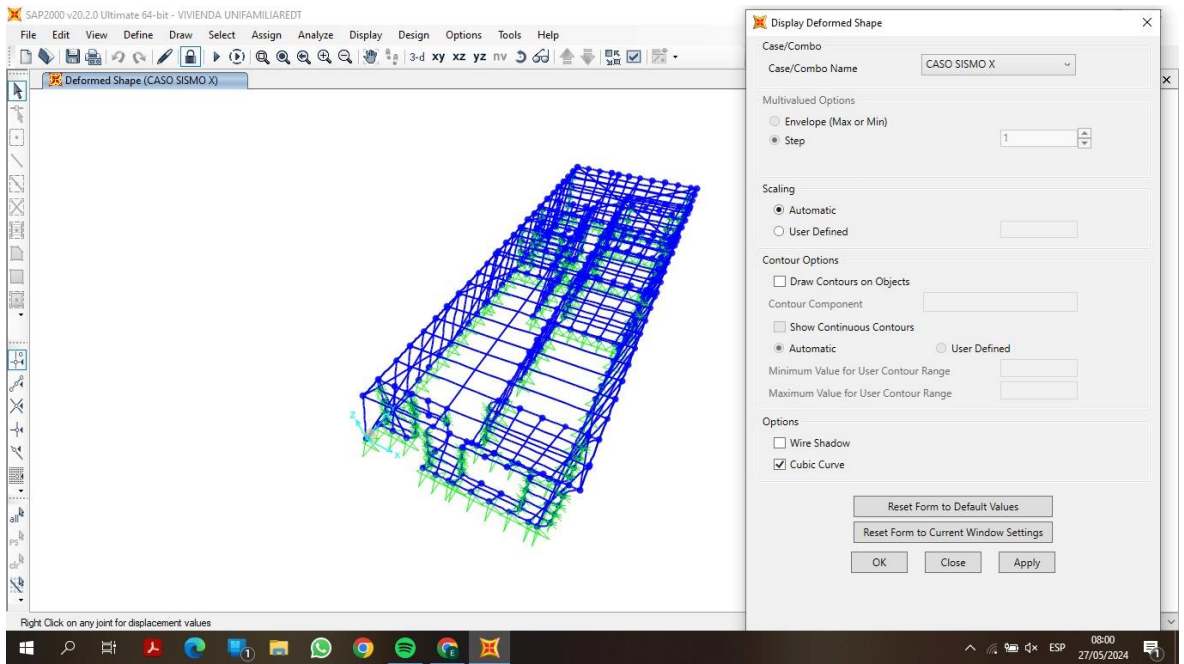 SAP2000 v20.2.0 Ultimate 64-bit - VIVIENDA UNIFAMILIAREDT
File Edit View Define Draw Select Assign Analyze Display Design Options Tools Help
3-d xy xz yz nv
Deformed Shape (CASO SISMO X)
Z
X
all
PS
clr
Right Click on any joint for displacement values
Display Deformed Shape
Case/Combo
Case/Combo Name
CASO SISMO X
Multivalued Options
Envelope (Max or Min)
Step
1
Scaling
Automatic
User Defined
Contour Options
Draw Contours on Objects
Contour Component
Show Continuous Contours
Automatic
User Defined
Minimum Value for User Contour Range
Maximum Value for User Contour Range
Options
Wire Shadow
Cubic Curve
Reset Form to Default Values
Reset Form to Current Window Settings
OK
Close
Apply
1
ESP
08:00
27/05/2024
1